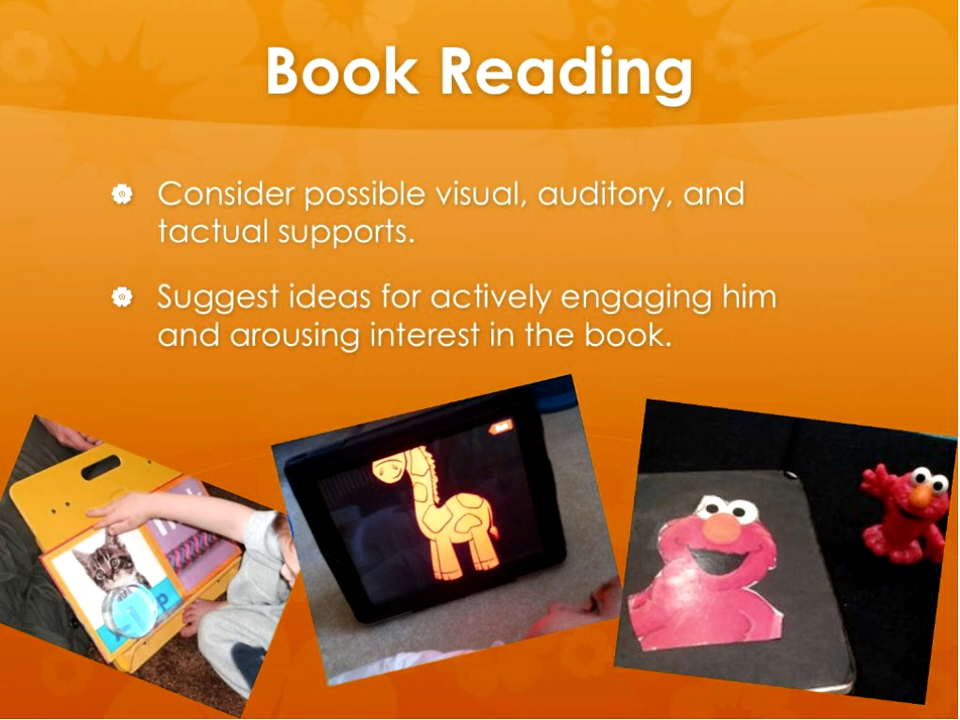 Book Reading
Consider possible visual, auditory, and
tactual supports.
Suggest ideas for actively engaging him
and arousing interest in the book.